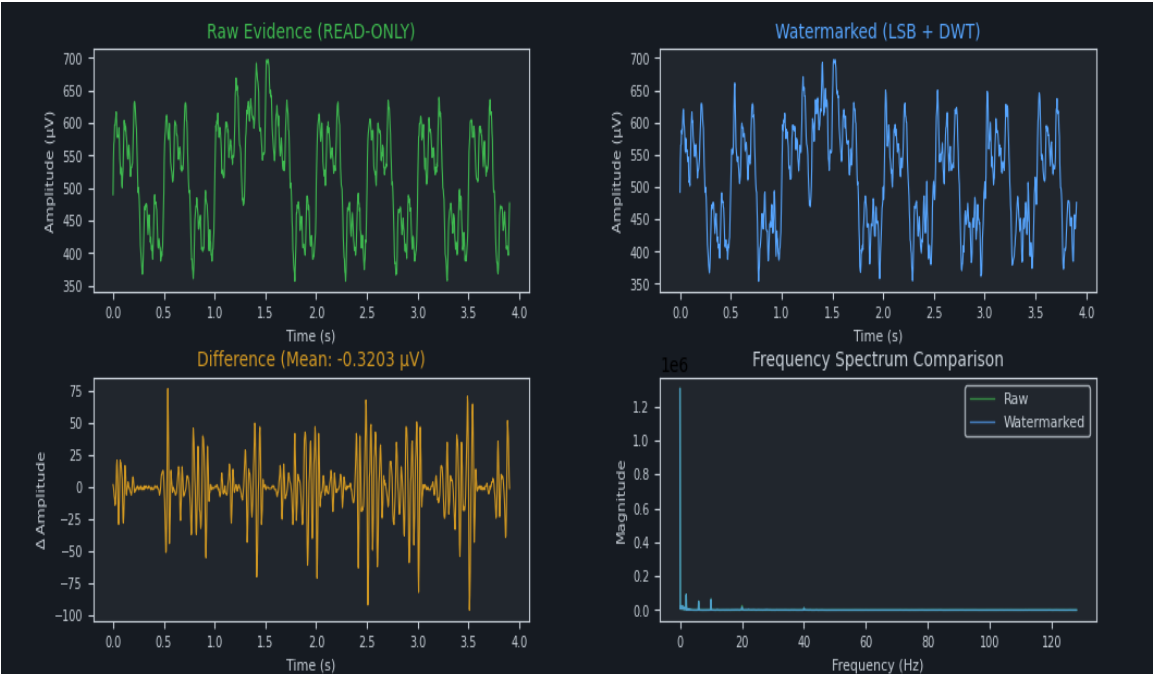 Raw Evidence (READ-ONLY)
Amplitude (µV)
700
650
600
550
500
450
400
350
0.0 0.5 1.0 1.5 2.0 2.5 3.0 3.5 4.0
Time (s)
Watermarked (LSB + DWT)
Amplitude (µV)
700
650
600
550
500
450
400
350
0.0 0.5 1.0 1.5 2.0 2.5 3.0 3.5 4.0
Time (s)
Difference (Mean: -0.3203 µV)
Δ Amplitude
75
50
25
0
−25
−50
−75
−100
0.0 0.5 1.0 1.5 2.0 2.5 3.0 3.5 4.0
Time (s)
Frequency Spectrum Comparison
1e6
Raw
Watermarked
Magnitude
1.2
1.0
0.8
0.6
0.4
0.2
0.0
0 20 40 60 80 100 120
Frequency (Hz)